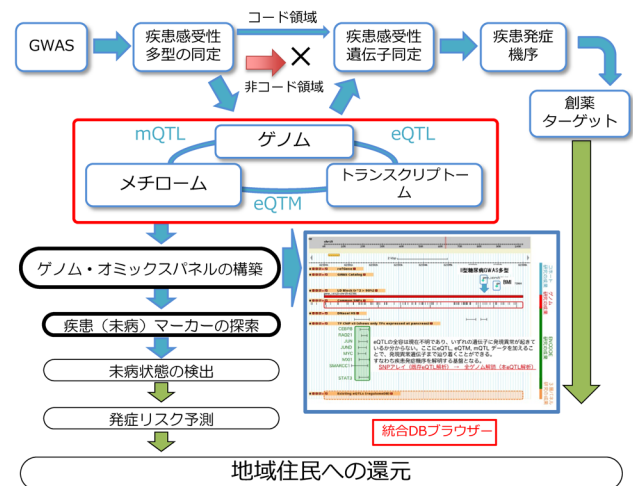 GWAS
疾患感受性
多型の同定
コード領域
非コード領域
疾患感受性
遺伝子同定
疾患発症
機序
創薬
ターゲット
mQTL
ゲノム
eQTL
メチローム
トランスクリプトーム
eQTM
ゲノム・オミックスパネルの構築
疾患（未病）マーカーの探索
未病状態の検出
発症リスク予測
地域住民への還元
II型糖尿病GWAS多型
BMI
CEBPB
RAD21
JUN
JUND
MYC
MXI1
SMARCC1
STAT3
eQTLの全容は現在不明であり、いずれの遺伝子に発現異常が起きて
いるか分からない。ここにeQTL, eQTM, mQTL データを加えるこ
とで、発現異常遺伝子まで辿り着くことができる。
すなわち疾患発症機序を解明する基盤となる。
SNPアレイ（既存eQTL解析） → 全ゲノム解読（本eQTL解析）
統合DBブラウザー